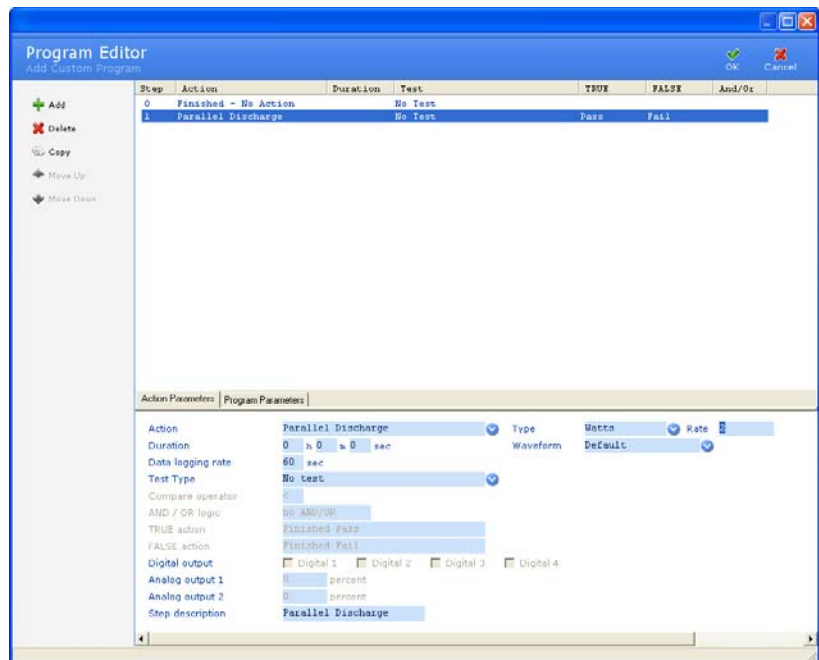 Program Editor
Add Custom Program
OK Cancel
Add
Delete
Copy
Move Up
Move Down
Step Action Duration Test TRUE FALSE And/Or
0 Finished - No Action No Test
1 Parallel Discharge No Test Pass Fail
Action Parameters Program Parameters
Action Parallel Discharge Type Watts Rate 2
Duration 0 h 0 m 0 sec Waveform Default
Data logging rate 60 sec
Test Type No test
Compare operator <
AND / OR logic no AND/OR
TRUE action Finished Pass
FALSE action Finished Fail
Digital output Digital 1 Digital 2 Digital 3 Digital 4
Analog output 1 0 percent
Analog output 2 0 percent
Step description Parallel Discharge